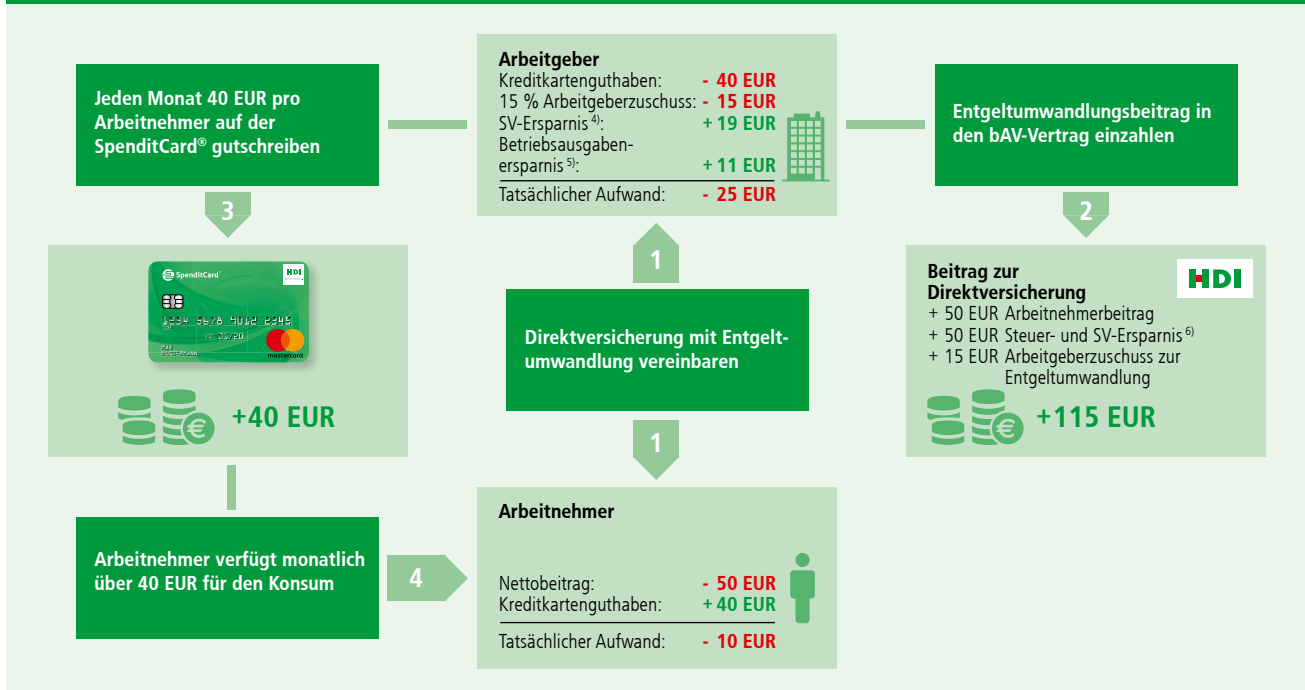 Jeden Monat 40 EUR pro
Arbeitnehmer auf der
SpenditCard® gutschreiben
3
SpenditCard
HDI
mastercard
+40 EUR
Arbeitnehmer verfügt monatlich
über 40 EUR für den Konsum
4
Arbeitgeber
Kreditkartenguthaben: - 40 EUR
15 % Arbeitgeberzuschuss: - 15 EUR
SV-Ersparnis 4): + 19 EUR
Betriebsausgaben-
ersparnis 5): + 11 EUR
Tatsächlicher Aufwand: - 25 EUR
1
Direktversicherung mit Entgelt-
umwandlung vereinbaren
1
Arbeitnehmer
Nettobeitrag: - 50 EUR
Kreditkartenguthaben: + 40 EUR
Tatsächlicher Aufwand: - 10 EUR
Entgeltumwandlungsbeitrag in
den bAV-Vertrag einzahlen
2
HDI
Beitrag zur
Direktversicherung
+ 50 EUR Arbeitnehmerbeitrag
+ 50 EUR Steuer- und SV-Ersparnis 6)
+ 15 EUR Arbeitgeberzuschuss zur
Entgeltumwandlung
+115 EUR